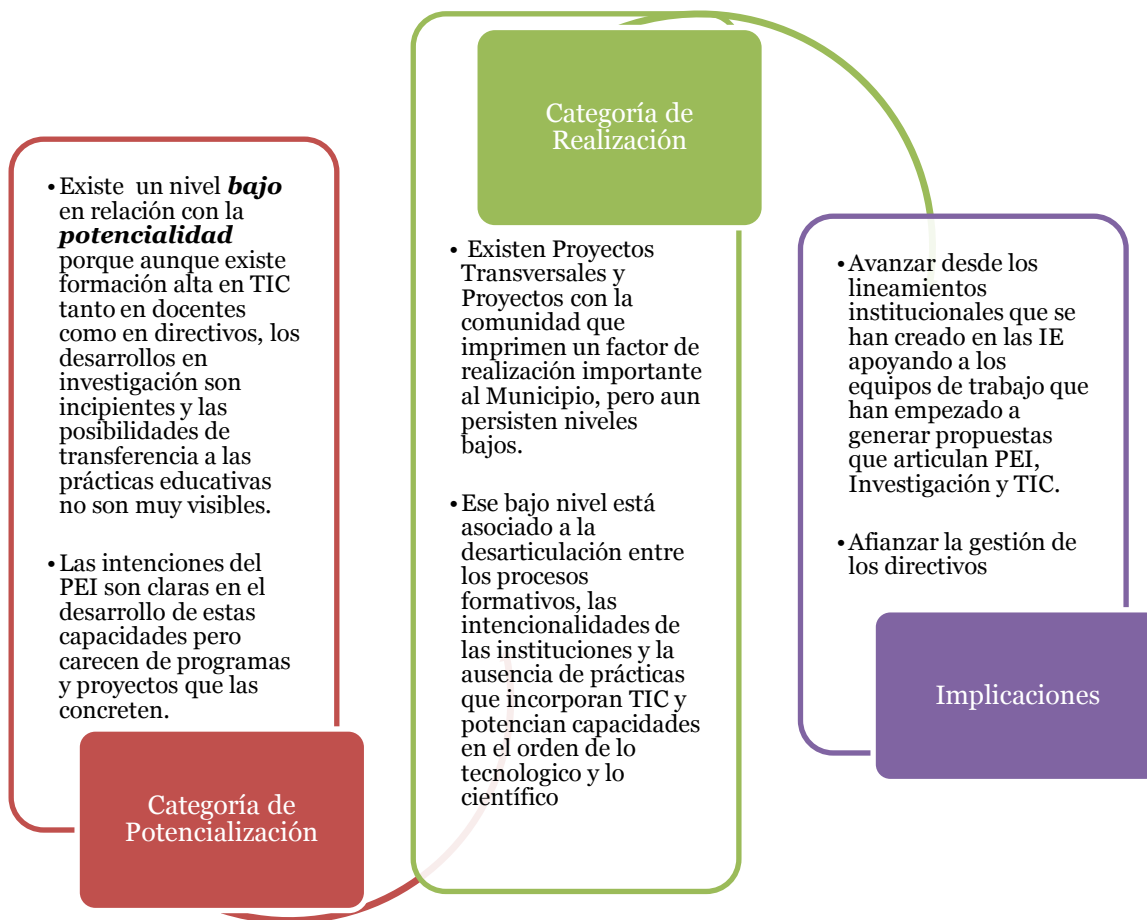 • Existe un nivel bajo
en relación con la
potencialidad
porque aunque existe
formación alta en TIC
tanto en docentes
como en directivos, los
desarrollos en
investigación son
incipientes y las
posibilidades de
transferencia a las
prácticas educativas
no son muy visibles.
• Las intenciones del
PEI son claras en el
desarrollo de estas
capacidades pero
carecen de programas
y proyectos que las
concreten.
Categoría de
Potencialización
Categoría de
Realización
• Existen Proyectos
Transversales y
Proyectos con la
comunidad que
imprimen un factor de
realización importante
al Municipio, pero aun
persisten niveles
bajos.
• Ese bajo nivel está
asociado a la
desarticulación entre
los procesos
formativos, las
intencionalidades de
las instituciones y la
ausencia de prácticas
que incorporan TIC y
potencian capacidades
en el orden de lo
tecnologico y lo
científico
• Avanzar desde los
lineamientos
institucionales que se
han creado en las IE
apoyando a los
equipos de trabajo que
han empezado a
generar propuestas
que articulan PEI,
Investigación y TIC.
• Afianzar la gestión de
los directivos
Implicaciones